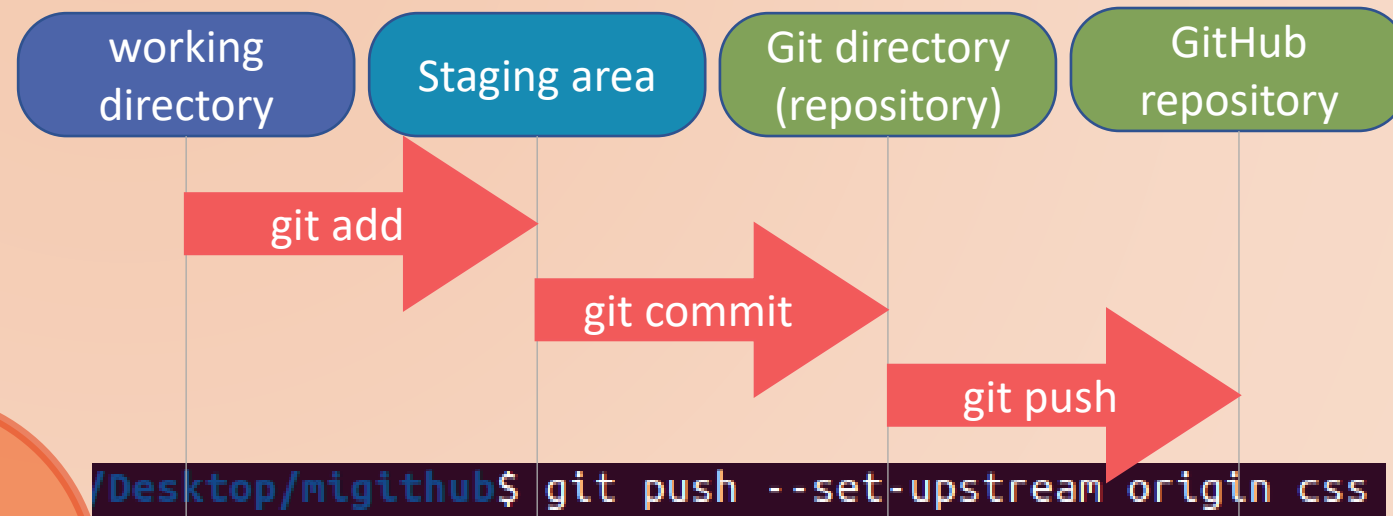 working
directory
Staging area
Git directory
(repository)
GitHub
repository
git add
git commit
git push
/Desktop/migithub$ git push --set-upstream origin css